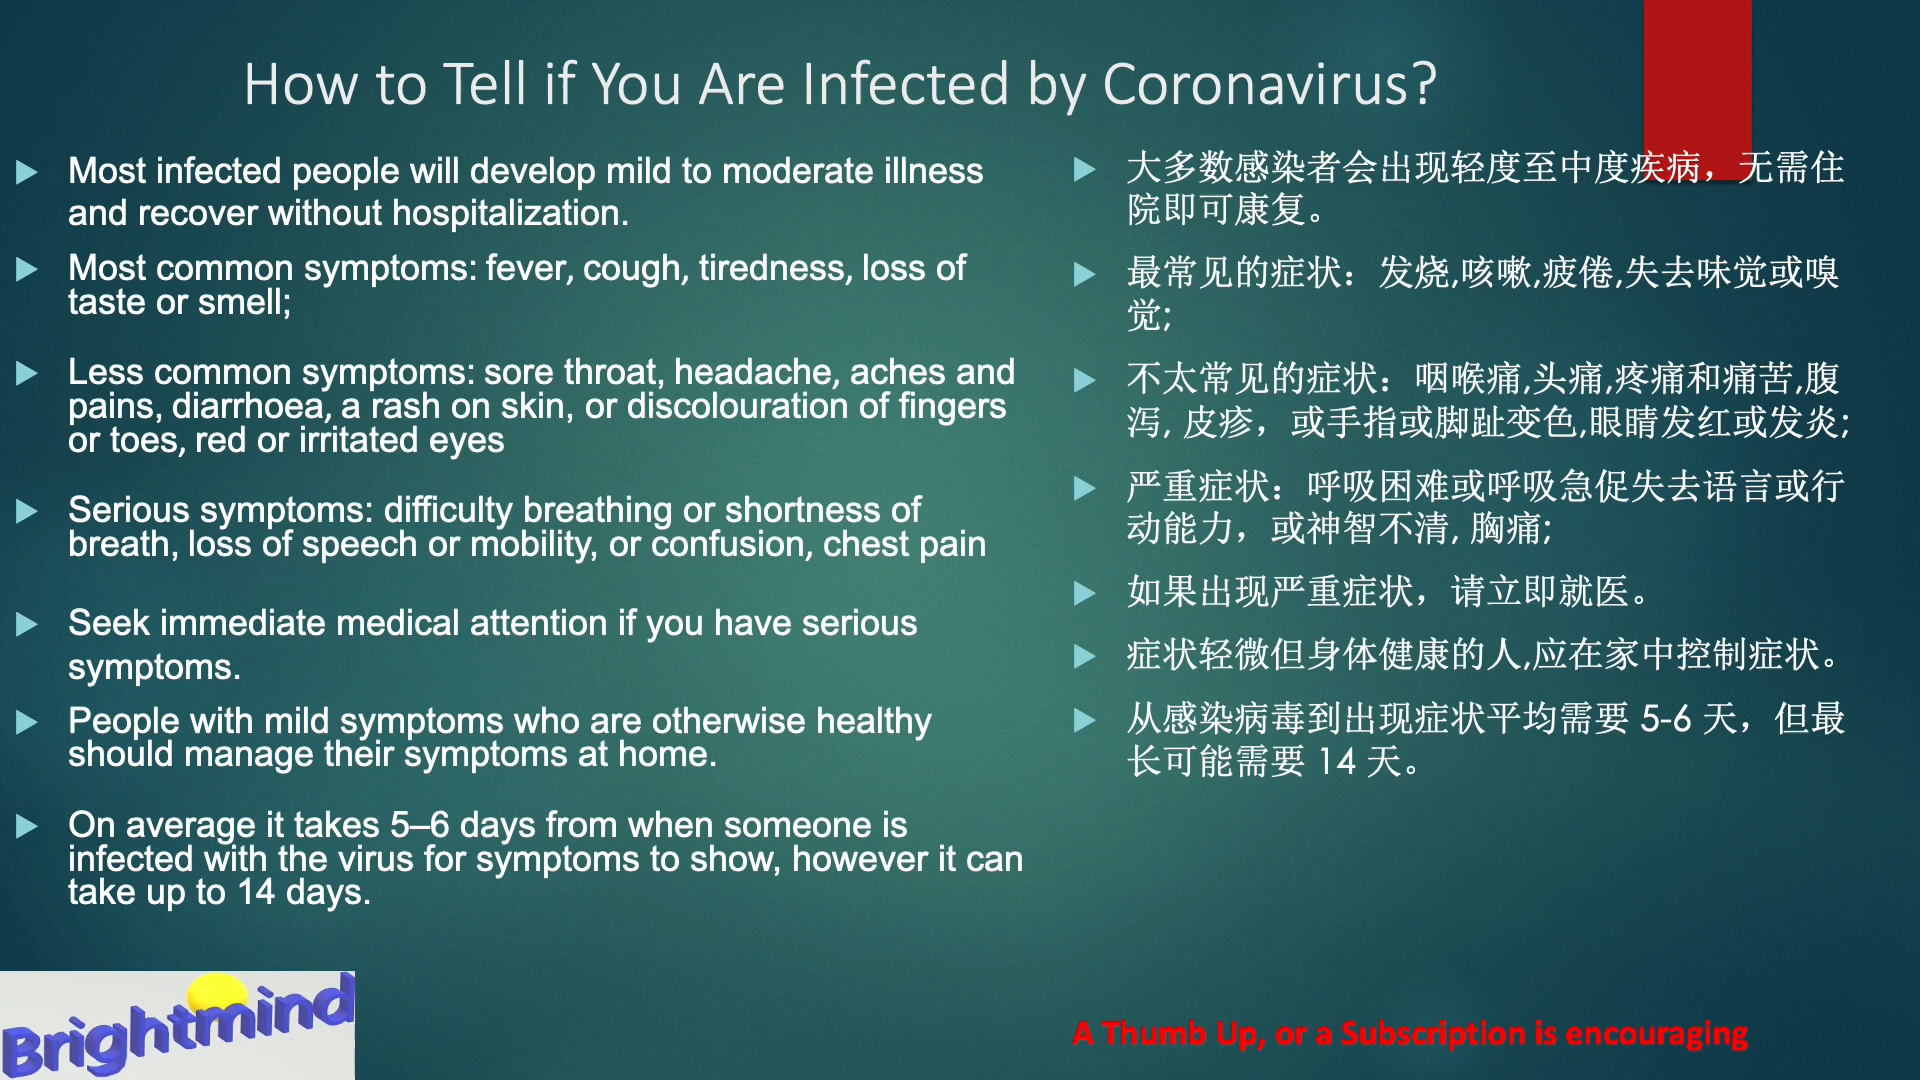 How to Tell if You Are Infected by Coronavirus?
Most infected people will develop mild to moderate illness
and recover without hospitalization.
Most common symptoms: fever, cough, tiredness, loss of
taste or smell;
Less common symptoms: sore throat, headache, aches and
pains, diarrhoea, a rash on skin, or discolouration of fingers
or toes, red or irritated eyes
Serious symptoms: difficulty breathing or shortness of
breath, loss of speech or mobility, or confusion, chest pain
Seek immediate medical attention if you have serious
symptoms.
People with mild symptoms who are otherwise healthy
should manage their symptoms at home.
On average it takes 5–6 days from when someone is
infected with the virus for symptoms to show, however it can
take up to 14 days.
大多数感染者会出现轻度至中度疾病，无需住
院即可康复。
最常见的症状：发烧,咳嗽,疲倦,失去味觉或嗅
觉;
不太常见的症状：咽喉痛,头痛,疼痛和痛苦,腹
泻, 皮疹，或手指或脚趾变色,眼睛发红或发炎;
严重症状：呼吸困难或呼吸急促失去语言或行
动能力，或神智不清, 胸痛;
如果出现严重症状，请立即就医。
症状轻微但身体健康的人,应在家中控制症状。
从感染病毒到出现症状平均需要 5-6 天，但最
长可能需要 14 天。
Brightmind
A Thumb Up, or a Subscription is encouraging